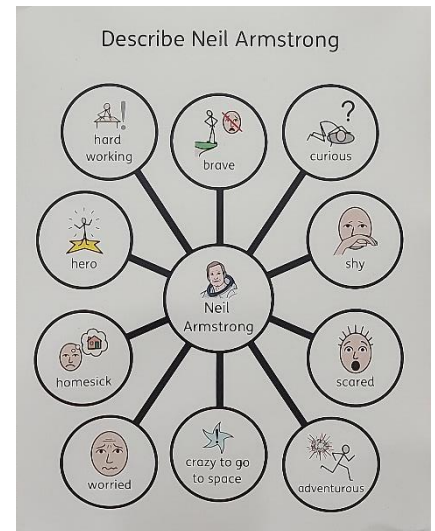 Describe Neil Armstrong
hard
working
brave
curious
hero
shy
Neil
Armstrong
homesick
scared
worried
crazy to go
to space
adventurous